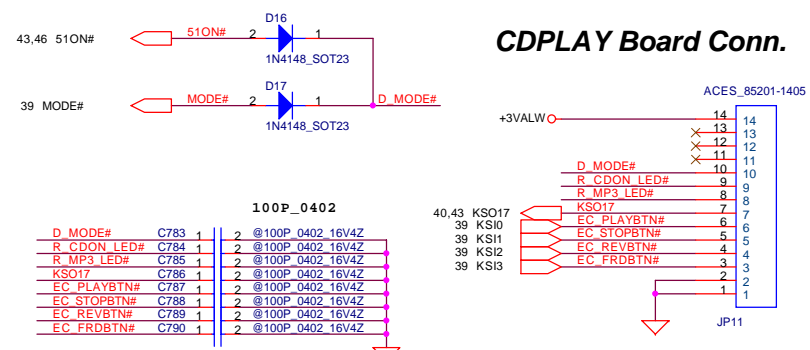 D16
43,46 51ON# 51ON# 2 1
1N4148_SOT23
D17
39 MODE# MODE# 2 1 D_MODE#
1N4148_SOT23
100P_0402
D_MODE# C783 1 2 @100P_0402_16V4Z
R_CDON_LED# C784 1 2 @100P_0402_16V4Z
R_MP3_LED# C785 1 2 @100P_0402_16V4Z
KSO17 C786 1 2 @100P_0402_16V4Z
EC_PLAYBTN# C787 1 2 @100P_0402_16V4Z
EC_STOPBTN# C788 1 2 @100P_0402_16V4Z
EC_REVBTN# C789 1 2 @100P_0402_16V4Z
EC_FRDBTN# C790 1 2 @100P_0402_16V4Z
CDPLAY Board Conn.
ACES_85201-1405
+3VALW 14 14
13 13
12 12
11 11
D_MODE# 10 10
R_CDON_LED# 9 9
R_MP3_LED# 8 8
40,43 KSO17 KSO17 7 7
39 KSI0 EC_PLAYBTN# 6 6
39 KSI1 EC_STOPBTN# 5 5
39 KSI2 EC_REVBTN# 4 4
39 KSI3 EC_FRDBTN# 3 3
2 2
1 1
JP11